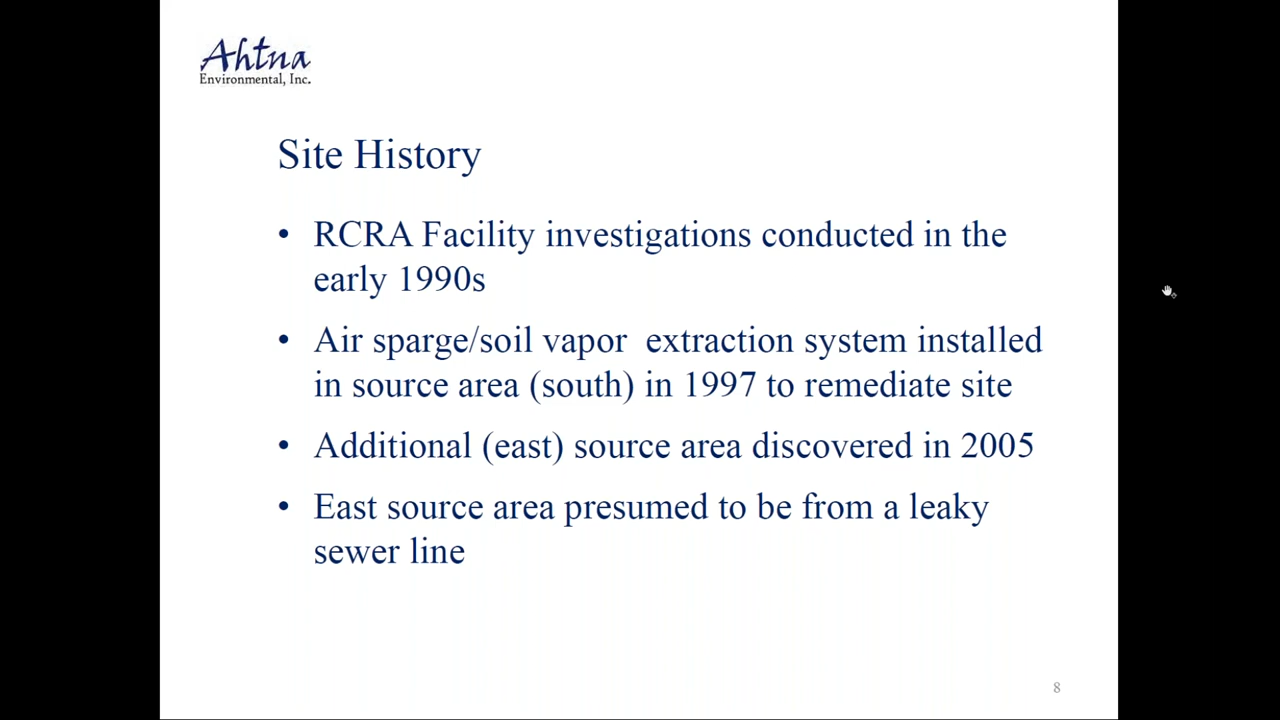 Ahtna
Environmental, Inc.
Site History
• RCRA Facility investigations conducted in the
early 1990s
• Air sparge/soil vapor  extraction system installed
in source area (south) in 1997 to remediate site
• Additional (east) source area discovered in 2005
• East source area presumed to be from a leaky
sewer line
8